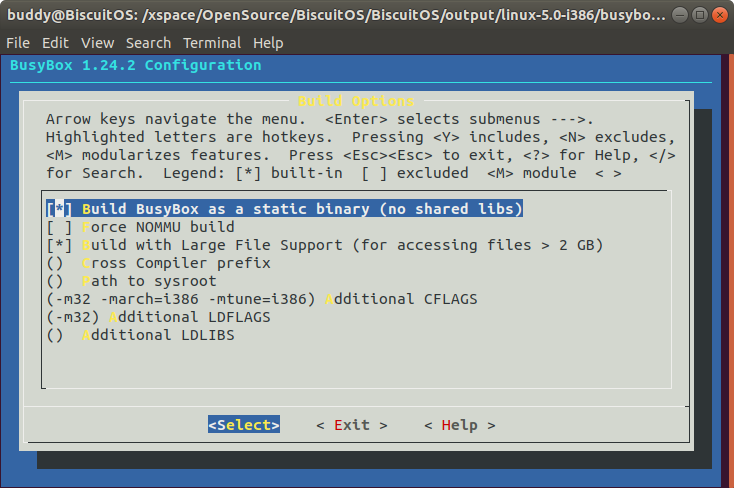 buddy@BiscuitOS: /xspace/OpenSource/BiscuitOS/BiscuitOS/output/linux-5.0-i386/busybo...
File Edit View Search Terminal Help
BusyBox 1.24.2 Configuration
Build Options
Arrow keys navigate the menu.  <Enter> selects submenus --->.
Highlighted letters are hotkeys.  Pressing <Y> includes, <N> excludes,
<M> modularizes features.  Press <Esc><Esc> to exit, <?> for Help, </>
for Search.  Legend: [*] built-in  [ ] excluded  <M> module  < >
[*] Build BusyBox as a static binary (no shared libs)
[ ] Force NOMMU build
[*] Build with Large File Support (for accessing files > 2 GB)
()  Cross Compiler prefix
()  Path to sysroot
(-m32 -march=i386 -mtune=i386) Additional CFLAGS
(-m32) Additional LDFLAGS
()  Additional LDLIBS
<Select>    < Exit >    < Help >